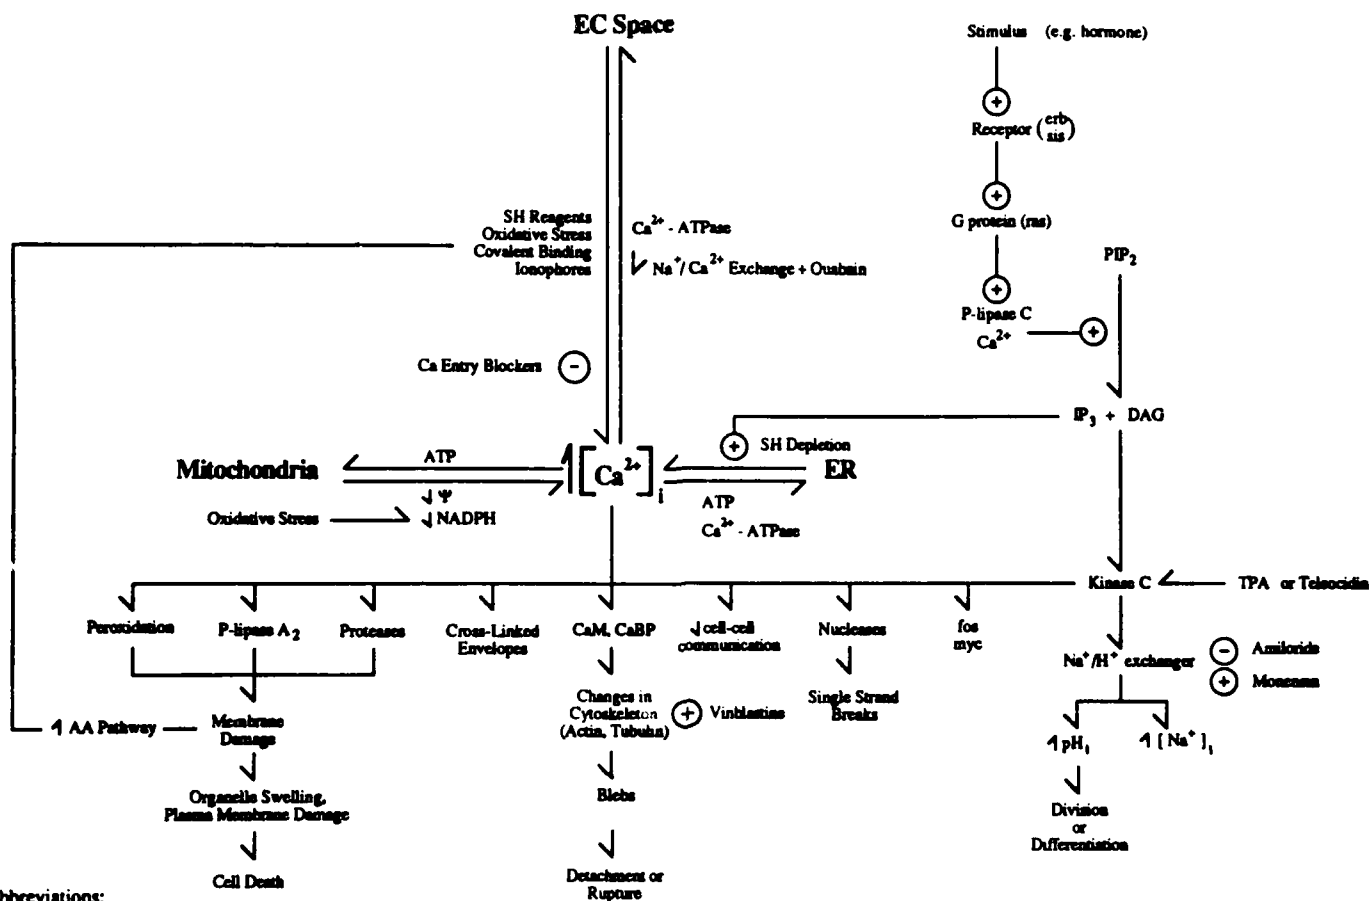 EC Space
Stimulus (e.g. hormone)
+
Receptor (erb sis)
+
G protein (ras)
+
P-lipase C
Ca2+
+
PIP2
SH Reagents
Oxidative Stress
Covalent Binding
Ionophores
Ca2+ - ATPase
Na+/Ca2+ Exchange + Ouabain
Ca Entry Blockers -
IP3 + DAG
+ SH Depletion
Mitochondria
ATP
[Ca2+]i
ER
Ψ
Oxidative Stress
NADPH
ATP
Ca2+ - ATPase
Kinase C
TPA or Teleocidin
Peroxidation
P-lipase A2
Proteases
Cross-Linked
Envelopes
CaM, CaBP
cell-cell
communication
Nucleases
fos
myc
Na+/H+ exchanger
- Amiloride
+ Monensin
AA Pathway
Membrane
Damage
Changes in
Cytoskeleton
(Actin, Tubulin)
+ Vinblastine
Single Strand
Breaks
pHi
[Na+]i
Organelle Swelling,
Plasma Membrane Damage
Blebs
Division
or
Differentiation
Cell Death
Detachment or
Rupture
bbreviations: